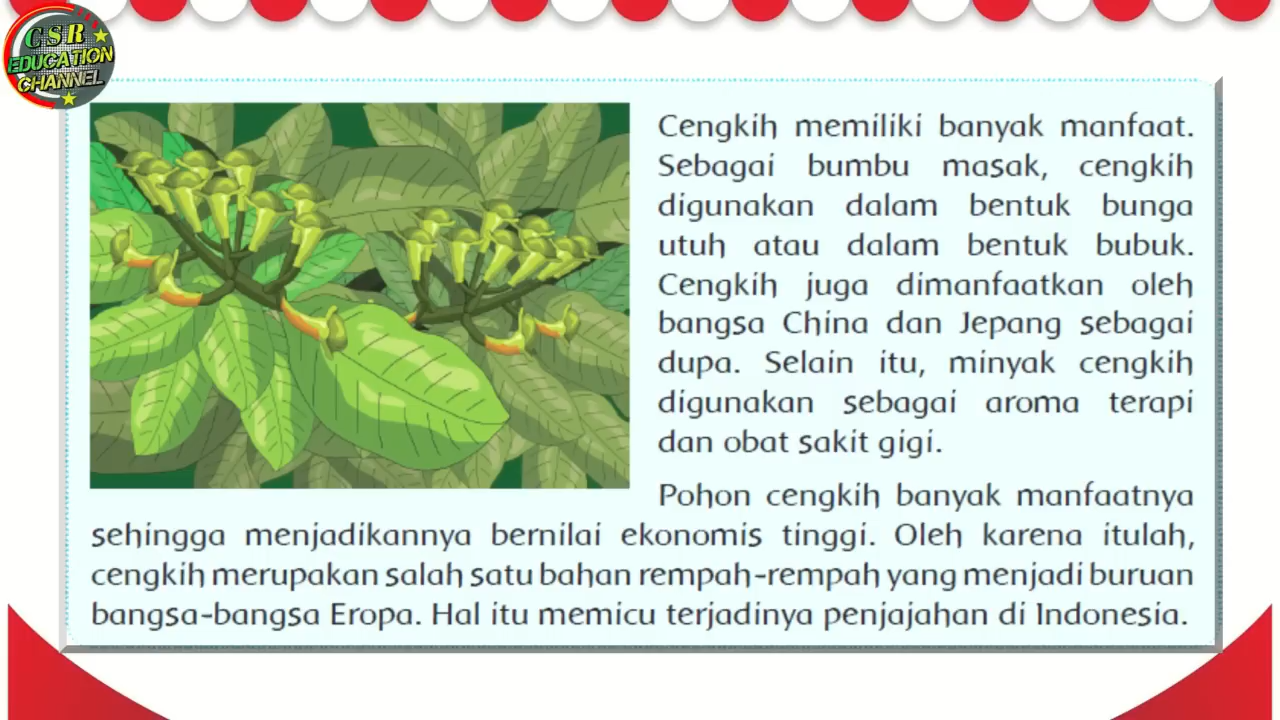 CSR
EDUCATION
CHANNEL
Cengkih memiliki banyak manfaat.
Sebagai bumbu masak, cengkih
digunakan dalam bentuk bunga
utuh atau dalam bentuk bubuk.
Cengkih juga dimanfaatkan oleh
bangsa China dan Jepang sebagai
dupa. Selain itu, minyak cengkih
digunakan sebagai aroma terapi
dan obat sakit gigi.
Pohon cengkih banyak manfaatnya
sehingga menjadikannya bernilai ekonomis tinggi. Oleh karena itulah,
cengkih merupakan salah satu bahan rempah-rempah yang menjadi buruan
bangsa-bangsa Eropa. Hal itu memicu terjadinya penjajahan di Indonesia.